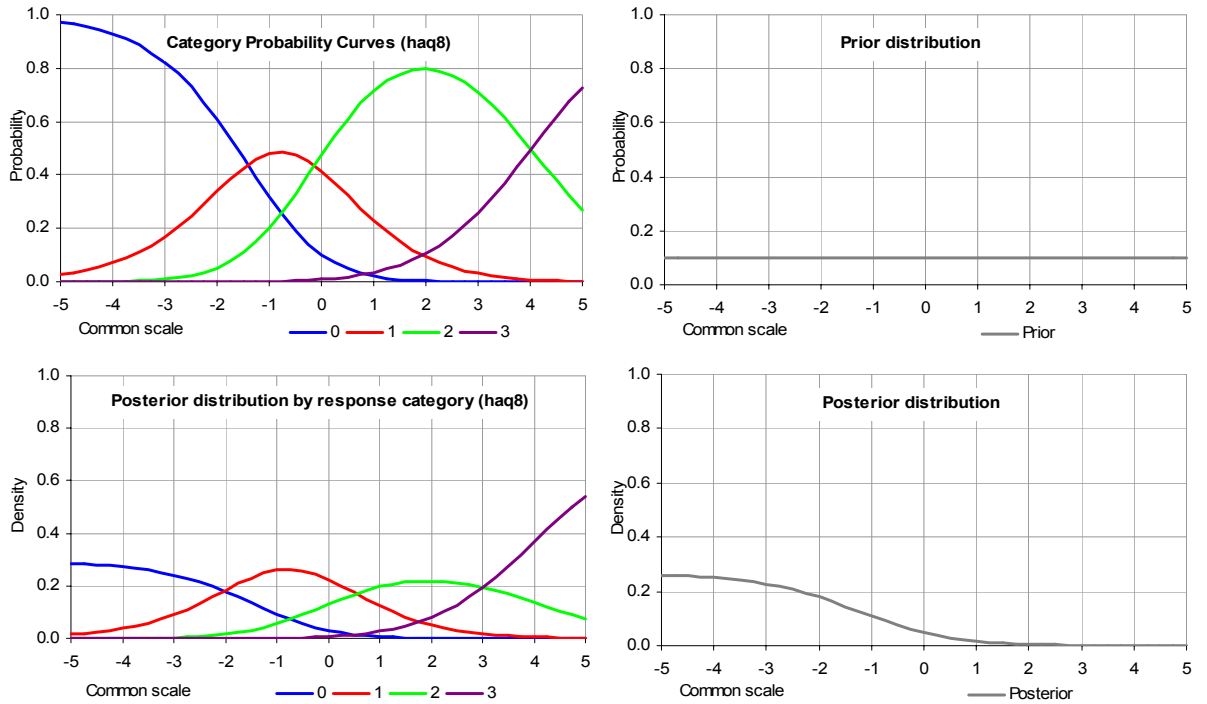 Category Probability Curves (haq8)
Probability
1.0
0.8
0.6
0.4
0.2
0.0
-5 -4 -3 -2 -1 0 1 2 3 4 5
Common scale
0 1 2 3
Prior distribution
Probability
1.0
0.8
0.6
0.4
0.2
0.0
-5 -4 -3 -2 -1 0 1 2 3 4 5
Common scale
Prior
Posterior distribution by response category (haq8)
Density
1.0
0.8
0.6
0.4
0.2
0.0
-5 -4 -3 -2 -1 0 1 2 3 4 5
Common scale
0 1 2 3
Posterior distribution
Density
1.0
0.8
0.6
0.4
0.2
0.0
-5 -4 -3 -2 -1 0 1 2 3 4 5
Common scale
Posterior